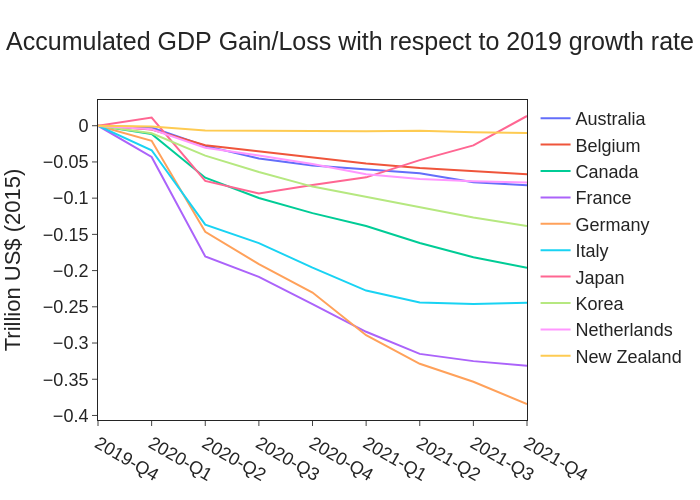 Accumulated GDP Gain/Loss with respect to 2019 growth rate
Trillion US$ (2015)
0
−0.05
−0.1
−0.15
−0.2
−0.25
−0.3
−0.35
−0.4
2019-Q4
2020-Q1
2020-Q2
2020-Q3
2020-Q4
2021-Q1
2021-Q2
2021-Q3
2021-Q4
Australia
Belgium
Canada
France
Germany
Italy
Japan
Korea
Netherlands
New Zealand